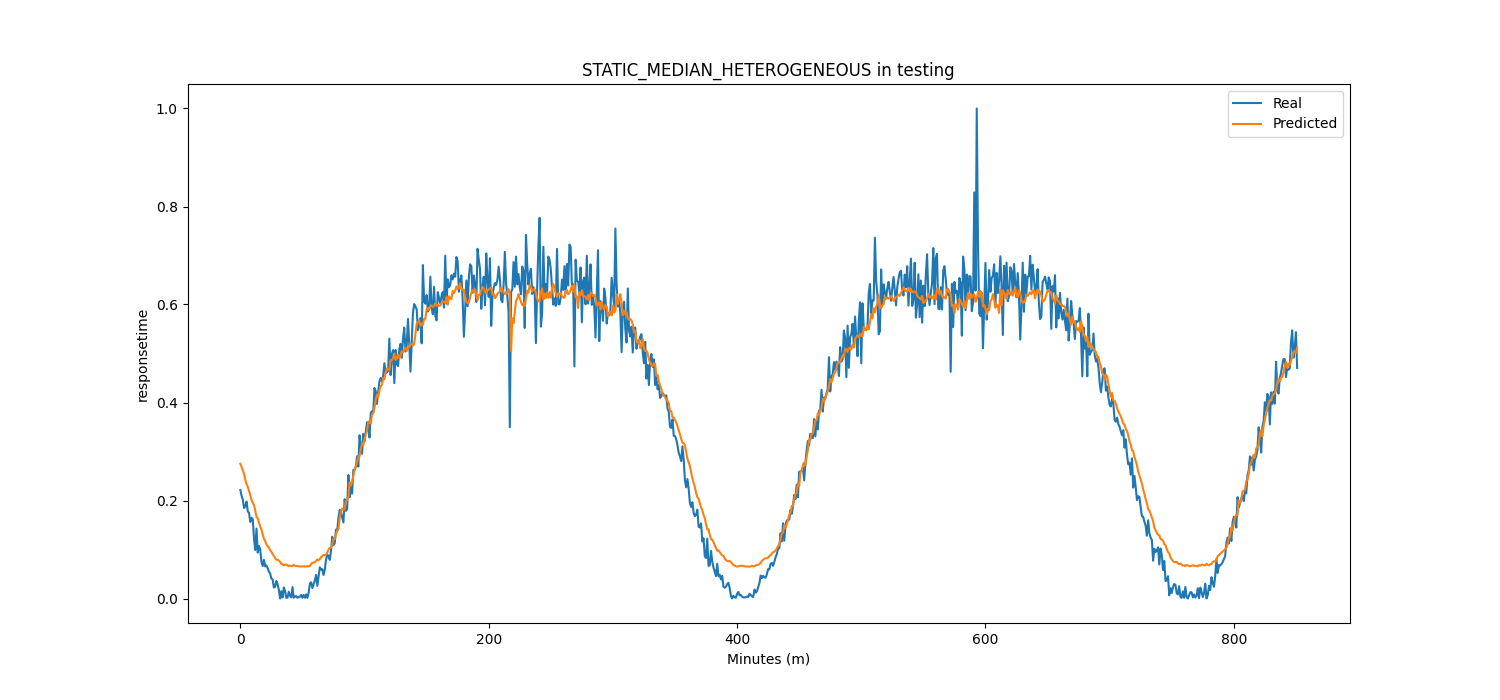 STATIC_MEDIAN_HETEROGENEOUS in testing
Real
Predicted
1.0
0.8
0.6
0.4
0.2
0.0
responsetime
0 200 400 600 800
Minutes (m)